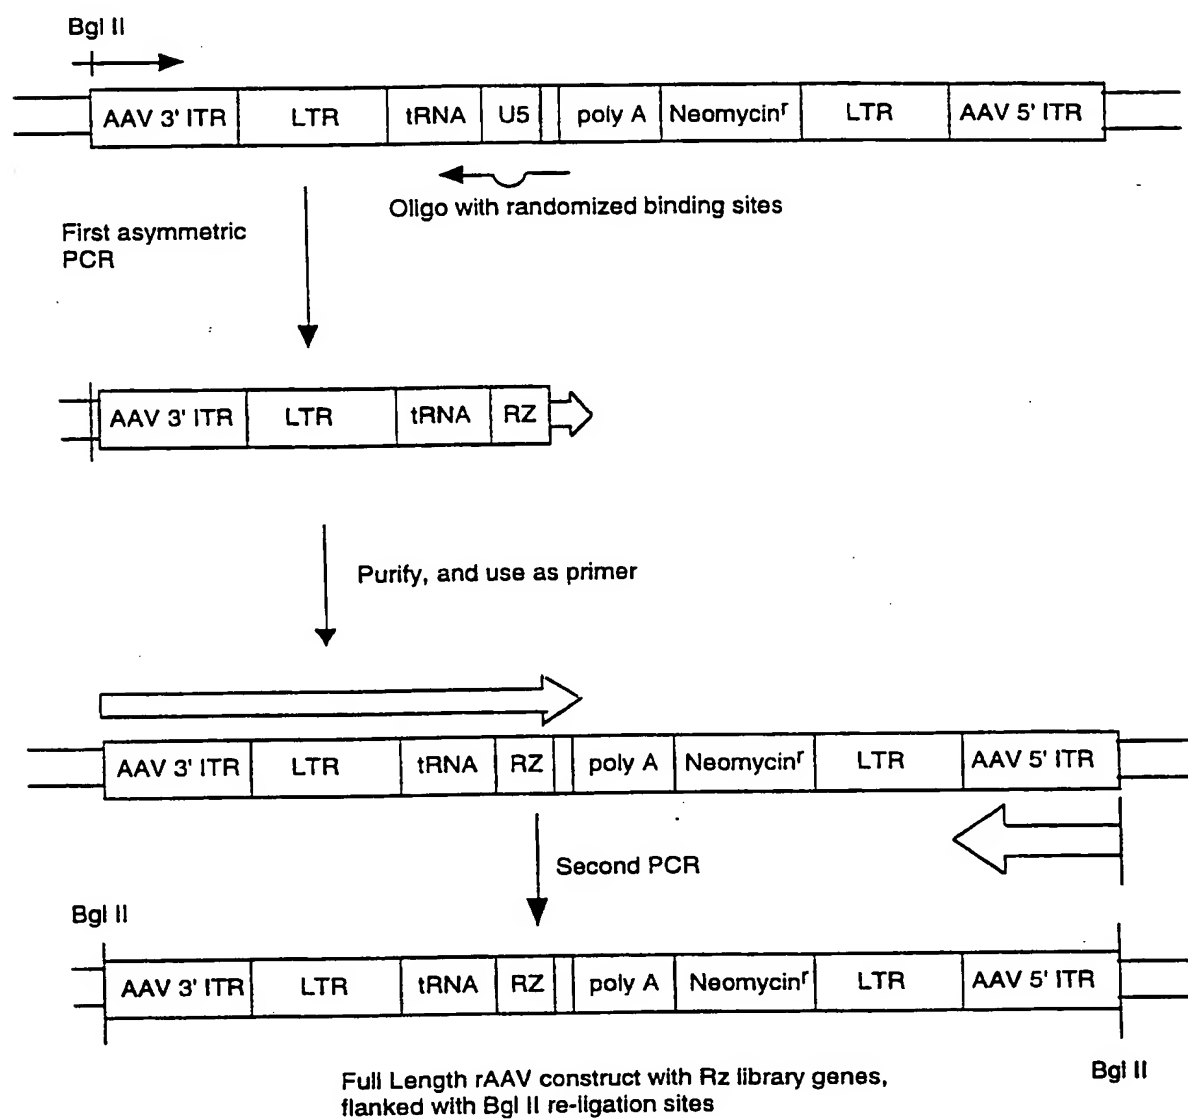 Bgl II
AAV 3' ITR LTR tRNA U5 poly A Neomycinʳ LTR AAV 5' ITR
Oligo with randomized binding sites
First asymmetric
PCR
AAV 3' ITR LTR tRNA RZ
Purify, and use as primer
AAV 3' ITR LTR tRNA RZ poly A Neomycinʳ LTR AAV 5' ITR
Second PCR
Bgl II
AAV 3' ITR LTR tRNA RZ poly A Neomycinʳ LTR AAV 5' ITR
Bgl II
Full Length rAAV construct with Rz library genes,
flanked with Bgl II re-ligation sites